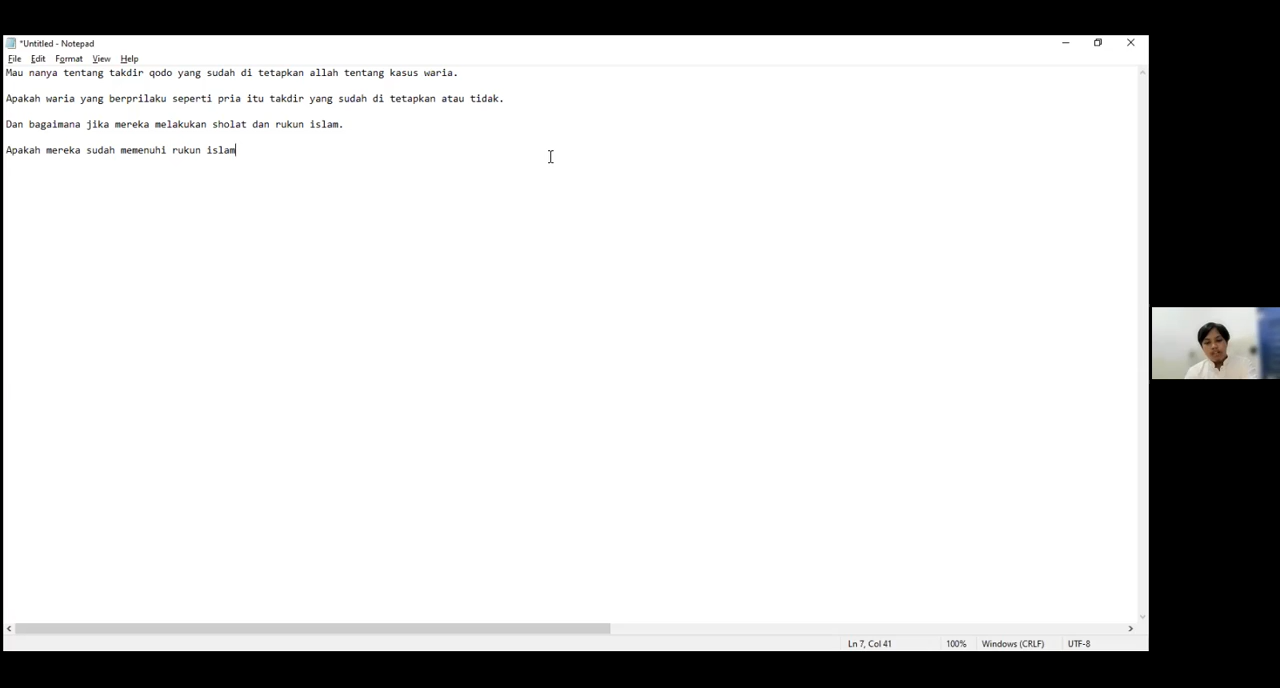 *Untitled - Notepad
File Edit Format View Help
Mau nanya tentang takdir qodo yang sudah di tetapkan allah tentang kasus waria.
Apakah waria yang berprilaku seperti pria itu takdir yang sudah di tetapkan atau tidak.
Dan bagaimana jika mereka melakukan sholat dan rukun islam.
Apakah mereka sudah memenuhi rukun islam
Ln 7, Col 41 100% Windows (CRLF) UTF-8